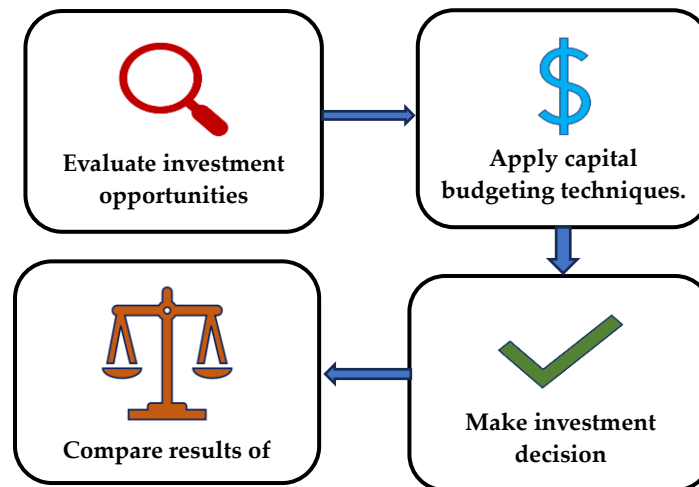 Evaluate investment
opportunities
Apply capital
budgeting techniques.
Make investment
decision
Compare results of